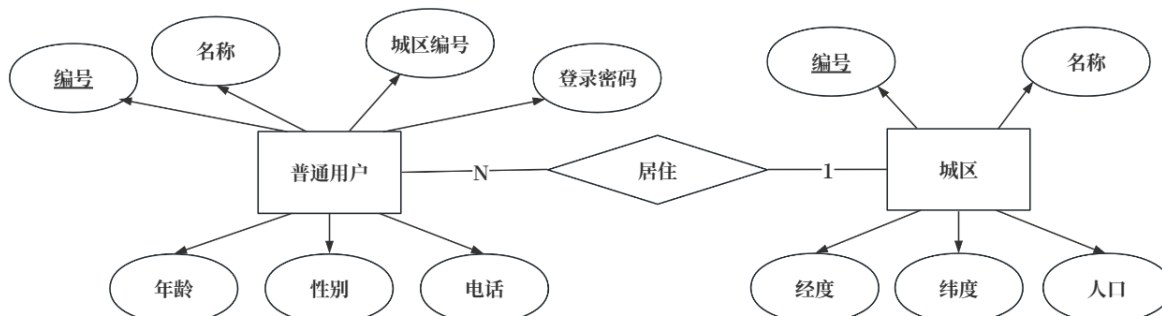 编号
名称
城区编号
登录密码
编号
名称
普通用户
N
居住
1
城区
年龄
性别
电话
经度
纬度
人口